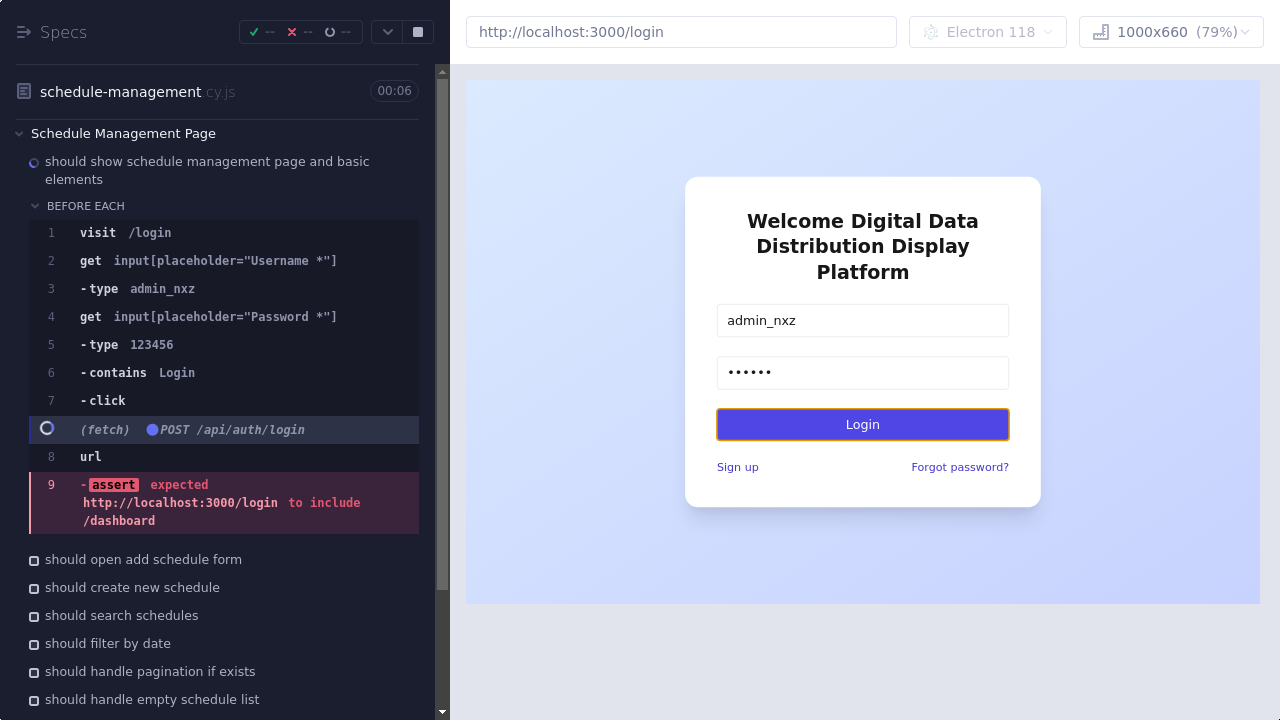 Specs
-- -- --
schedule-management.cy.js 00:06
Schedule Management Page
should show schedule management page and basic
elements
BEFORE EACH
1 visit /login
2 get input[placeholder="Username *"]
3 -type admin_nxz
4 get input[placeholder="Password *"]
5 -type 123456
6 -contains Login
7 -click
(fetch) POST /api/auth/login
8 url
9 -assert expected
http://localhost:3000/login to include
/dashboard
should open add schedule form
should create new schedule
should search schedules
should filter by date
should handle pagination if exists
should handle empty schedule list
http://localhost:3000/login
Electron 118
1000x660 (79%)
Welcome Digital Data
Distribution Display
Platform
admin_nxz
••••••
Login
Sign up Forgot password?